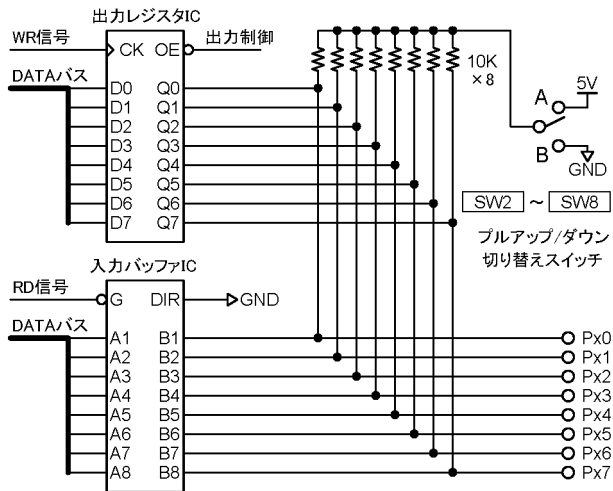 出力レジスタIC
WR信号
CK OE
出力制御
DATAバス
D0 Q0
D1 Q1
D2 Q2
D3 Q3
D4 Q4
D5 Q5
D6 Q6
D7 Q7
10K
×8
A
5V
B
GND
SW2 ～ SW8
プルアップ/ダウン
切り替えスイッチ
入力バッファIC
RD信号
G DIR
GND
DATAバス
A1 B1 Px0
A2 B2 Px1
A3 B3 Px2
A4 B4 Px3
A5 B5 Px4
A6 B6 Px5
A7 B7 Px6
A8 B8 Px7